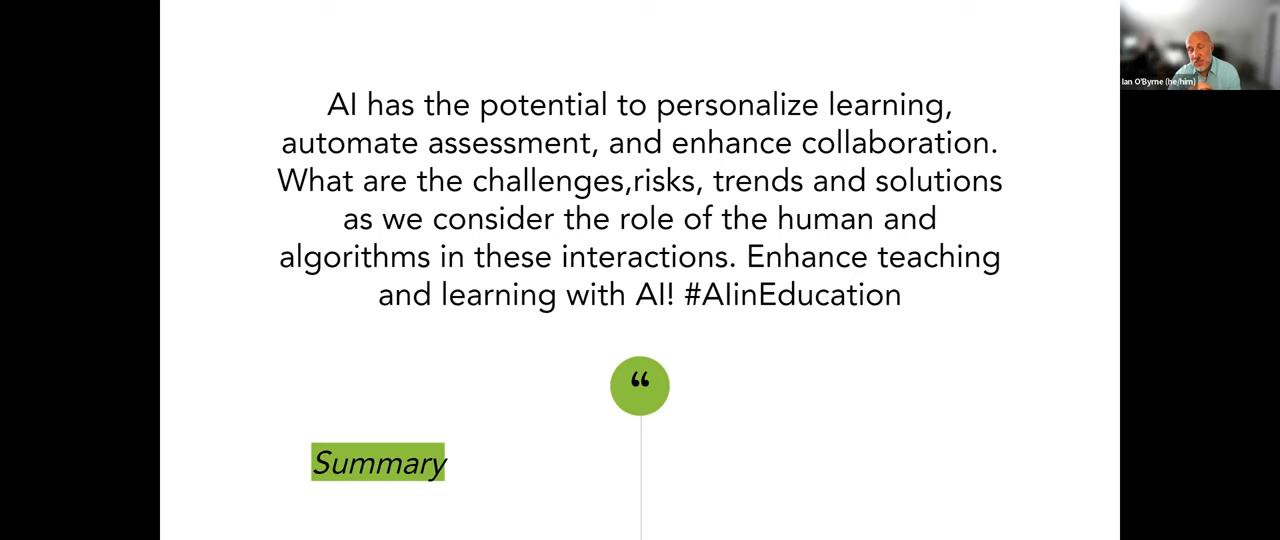 AI has the potential to personalize learning,
automate assessment, and enhance collaboration.
What are the challenges,risks, trends and solutions
as we consider the role of the human and
algorithms in these interactions. Enhance teaching
and learning with AI! #AIinEducation
“
Summary
Ian O'Byrne (he/him)